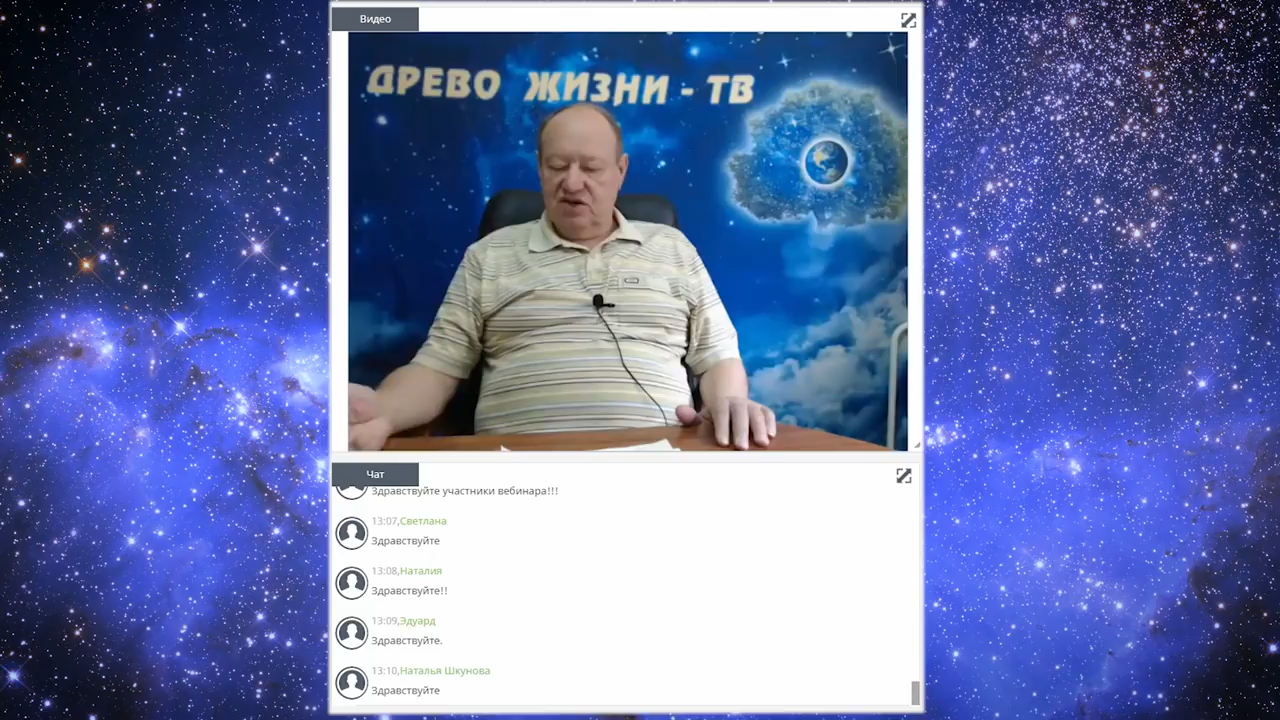 Видео
ДРЕВО ЖИЗНИ - ТВ
Чат
Здравствуйте участники вебинара!!!
13:07,Светлана
Здравствуйте
13:08,Наталия
Здравствуйте!!
13:09,Эдуард
Здравствуйте.
13:10,Наталья Шкунова
Здравствуйте